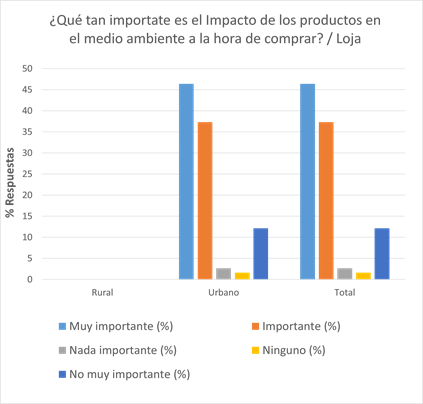 ¿Qué tan importate es el Impacto de los productos en
el medio ambiente a la hora de comprar? / Loja
50
45
40
35
30
25
20
15
10
5
0
% Respuestas
Rural Urbano Total
Muy importante (%) Importante (%)
Nada importante (%) Ninguno (%)
No muy importante (%)